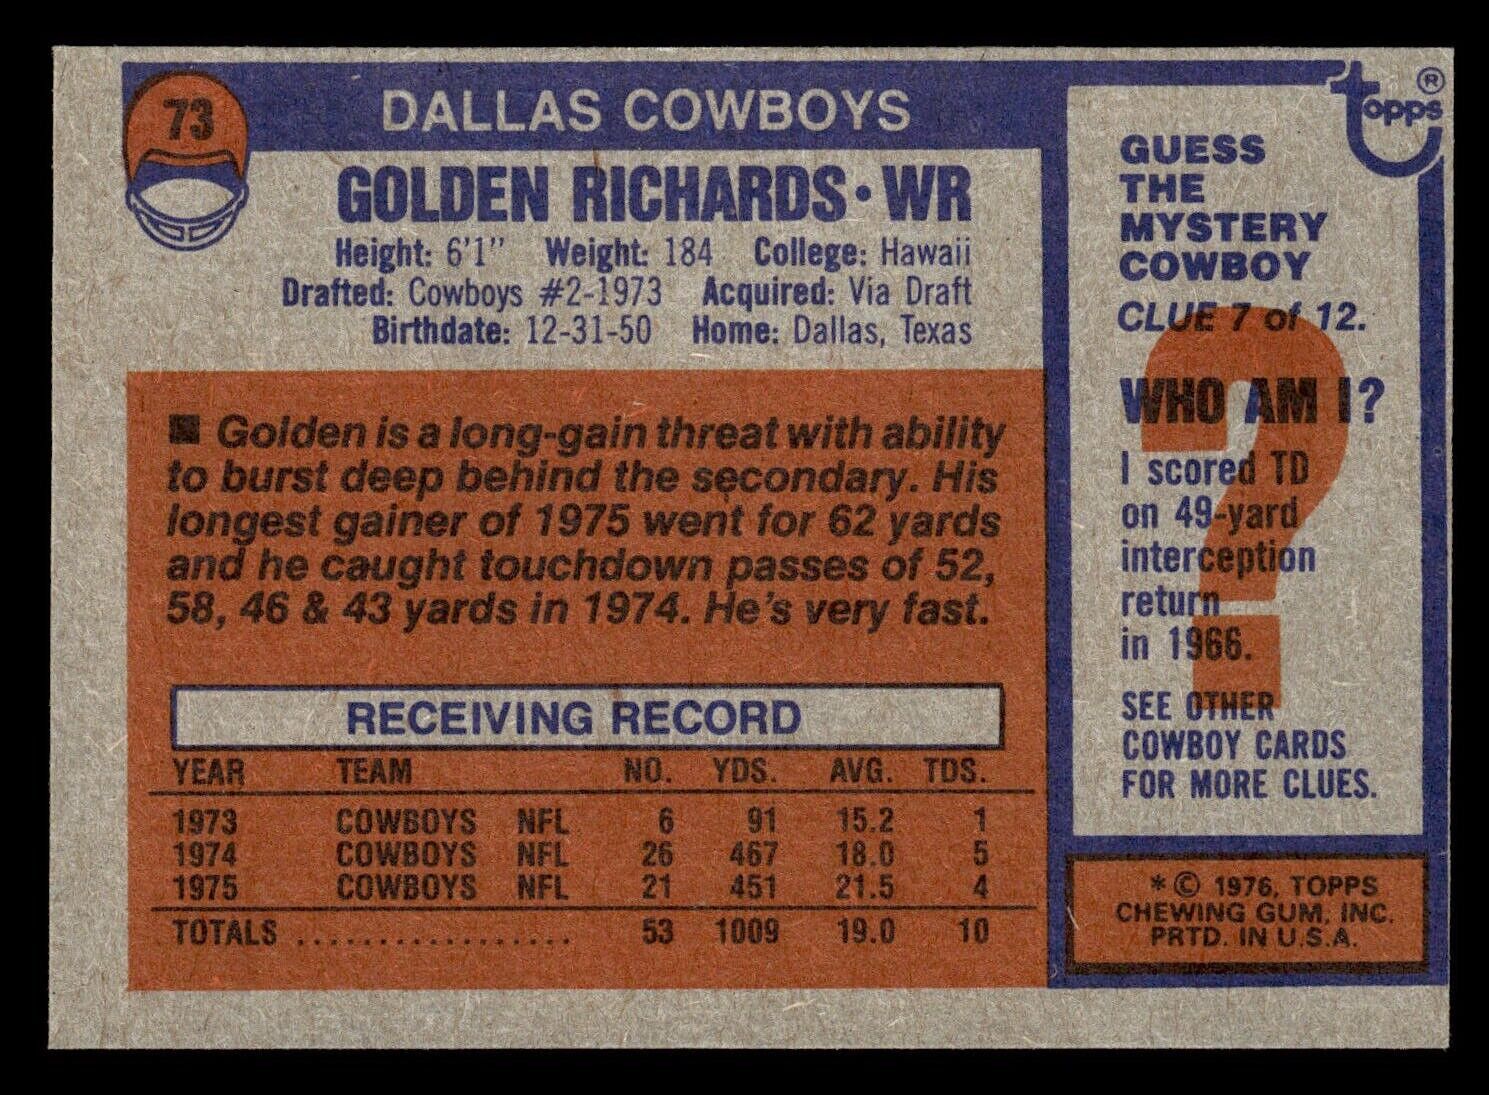 73
DALLAS COWBOYS
GOLDEN RICHARDS • WR
Height: 6'1" Weight: 184 College: Hawaii
Drafted: Cowboys #2-1973 Acquired: Via Draft
Birthdate: 12-31-50 Home: Dallas, Texas
■ Golden is a long-gain threat with ability
to burst deep behind the secondary. His
longest gainer of 1975 went for 62 yards
and he caught touchdown passes of 52,
58, 46 & 43 yards in 1974. He's very fast.
RECEIVING RECORD
YEAR TEAM NO. YDS. AVG. TDS.
1973 COWBOYS NFL 6 91 15.2 1
1974 COWBOYS NFL 26 467 18.0 5
1975 COWBOYS NFL 21 451 21.5 4
TOTALS .................. 53 1009 19.0 10
topps ®
GUESS
THE
MYSTERY
COWBOY
CLUE 7 of 12.
?
WHO AM I?
I scored TD
on 49-yard
interception
return
in 1966.
SEE OTHER
COWBOY CARDS
FOR MORE CLUES.
* © 1976, TOPPS
CHEWING GUM, INC.
PRTD. IN U.S.A.